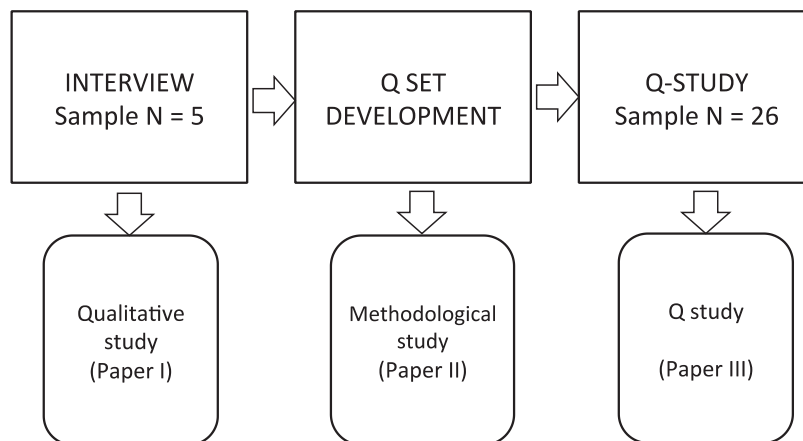 INTERVIEW
Sample N = 5
Q SET
DEVELOPMENT
Q-STUDY
Sample N = 26
Qualitative
study
(Paper I)
Methodological
study
(Paper II)
Q study
(Paper III)